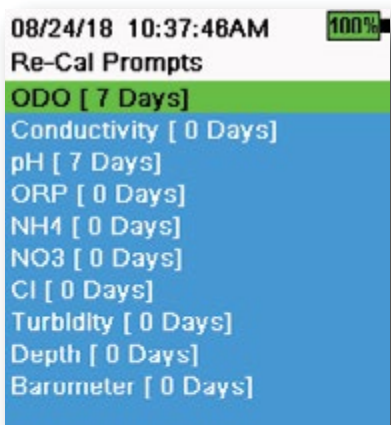 08/24/18 10:37:46AM 100%
Re-Cal Prompts
ODO [ 7 Days]
Conductivity [ 0 Days]
pH [ 7 Days]
ORP [ 0 Days]
NH4 [ 0 Days]
NO3 [ 0 Days]
Cl [ 0 Days]
Turbidity [ 0 Days]
Depth [ 0 Days]
Barometer [ 0 Days]